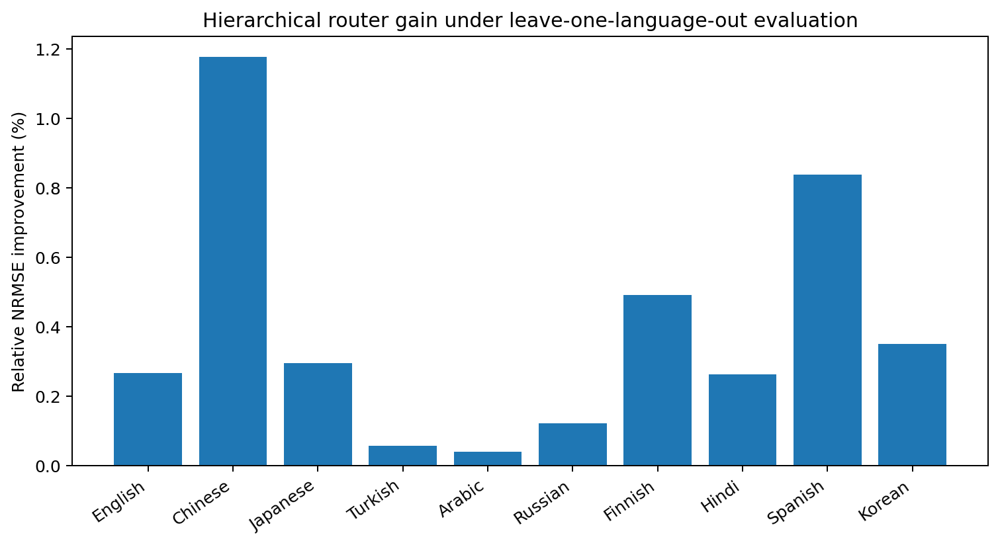 Hierarchical router gain under leave-one-language-out evaluation
Relative NRMSE improvement (%)
1.2
1.0
0.8
0.6
0.4
0.2
0.0
English
Chinese
Japanese
Turkish
Arabic
Russian
Finnish
Hindi
Spanish
Korean